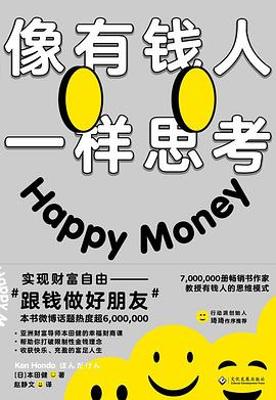 像有钱人
一样思考
Happy Money
实现财富自由——
#跟钱做好朋友#
本书微博话题热度超6,000,000
• 亚洲财富导师本田健的幸福财商课
• 帮助你打破限制性金钱理念
• 收获快乐、充盈的富足人生
Ken Honda ほんだけん
[日]本田健 著
赵静文 译
7,000,000册畅销书作家
教授有钱人的思维模式
行动派创始人
琦琦作序推荐
文化发展出版社